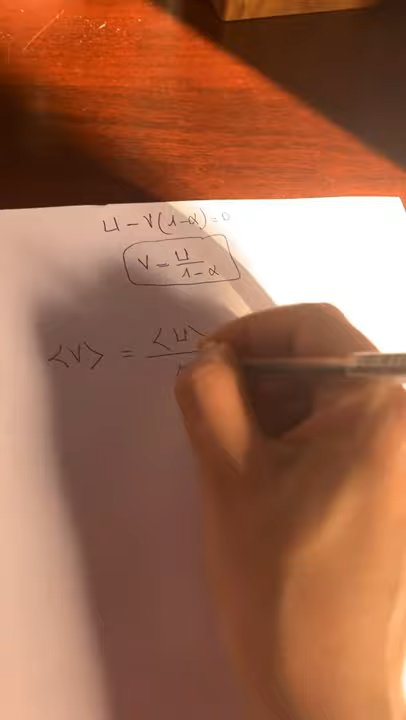 u - v(1-α)=0
v = u/(1-α)
<v> = <u>